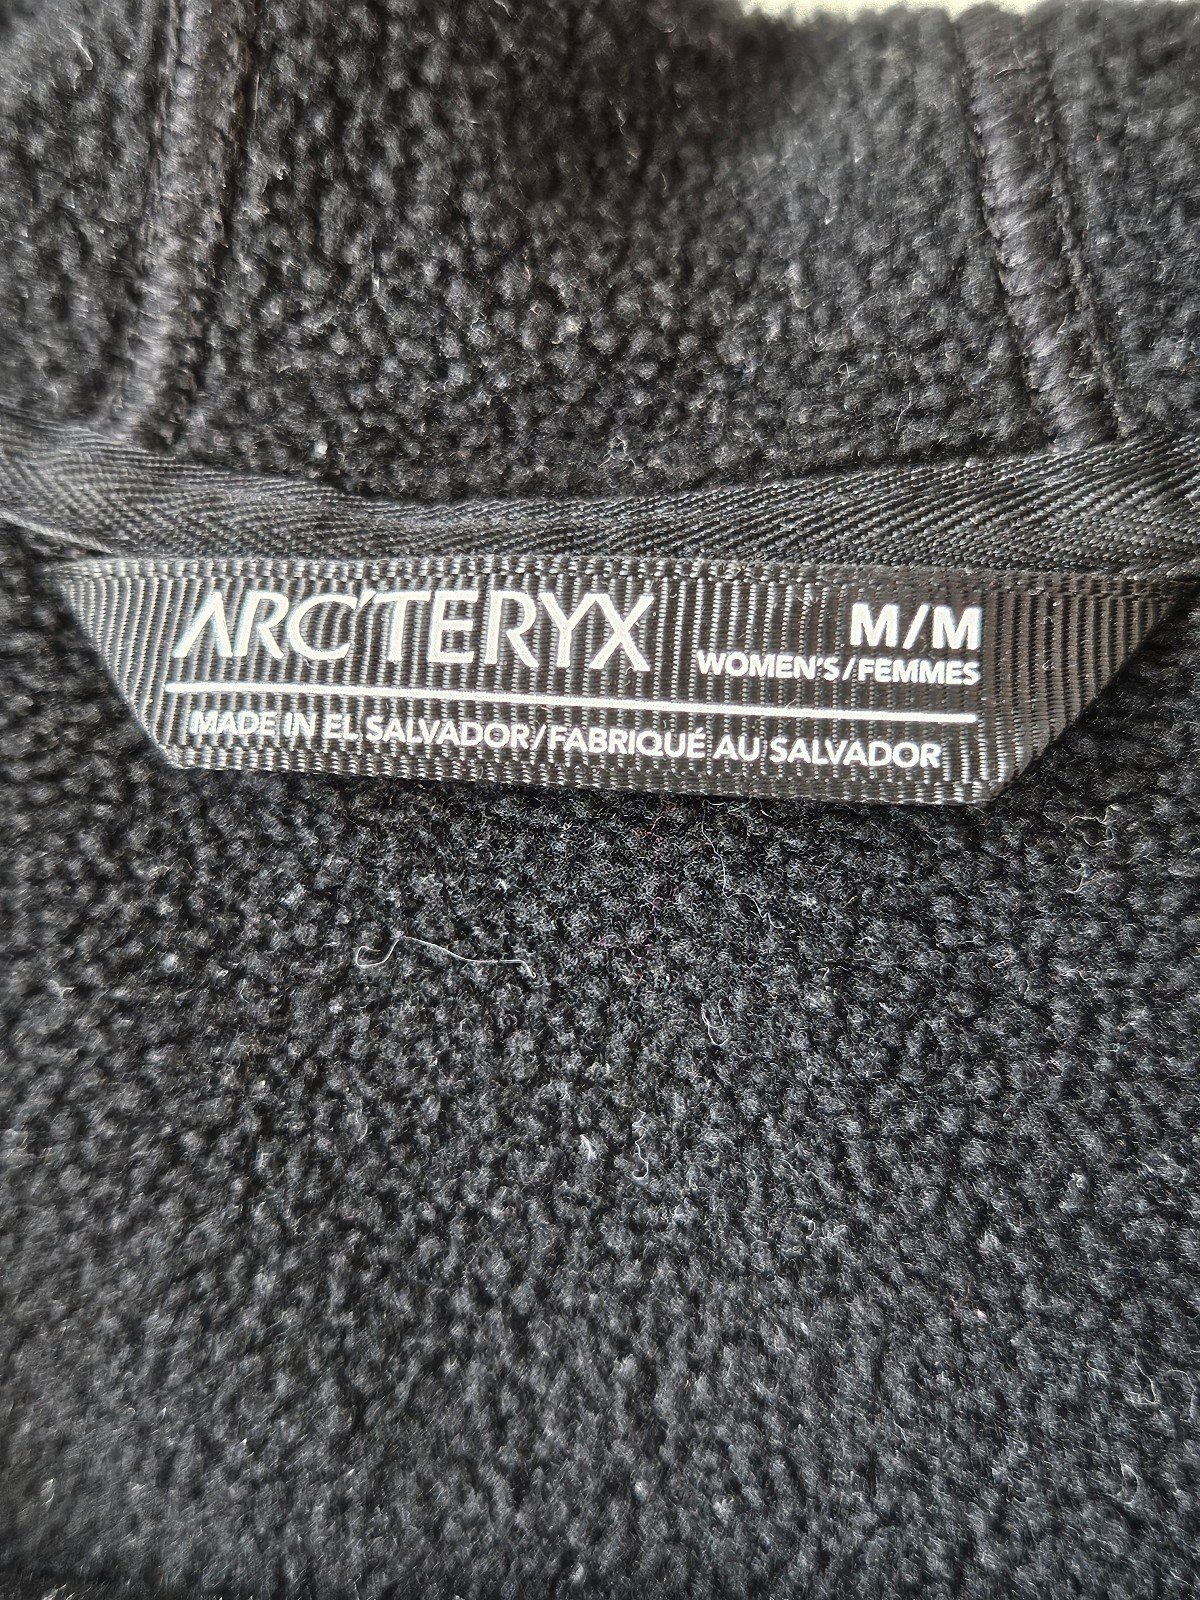 ARC'TERYX
M/M
WOMEN'S/FEMMES
MADE IN EL SALVADOR/FABRIQUÉ AU SALVADOR